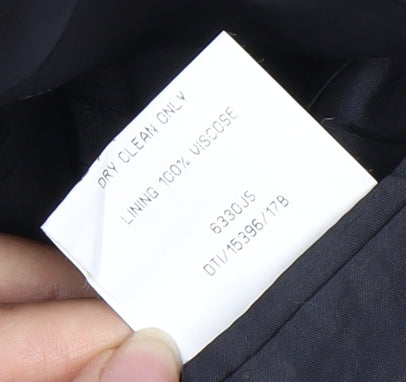 DRY CLEAN ONLY
LINING 100% VISCOSE
6330JS
DTI/15396/17B